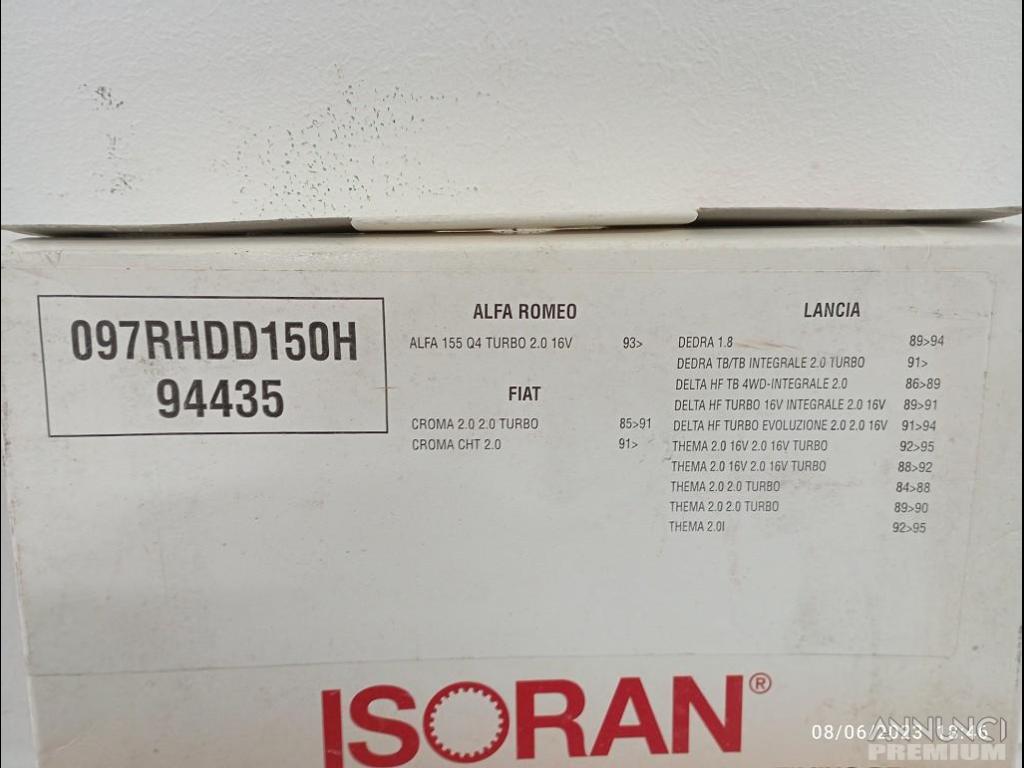 097RHDD150H
94435
ALFA ROMEO
ALFA 155 Q4 TURBO 2.0 16V 93>
FIAT
CROMA 2.0 2.0 TURBO 85>91
CROMA CHT 2.0 91>
LANCIA
DEDRA 1.8 89>94
DEDRA TB/TB INTEGRALE 2.0 TURBO 91>
DELTA HF TB 4WD-INTEGRALE 2.0 86>89
DELTA HF TURBO 16V INTEGRALE 2.0 16V 89>91
DELTA HF TURBO EVOLUZIONE 2.0 2.0 16V 91>94
THEMA 2.0 16V 2.0 16V TURBO 92>95
THEMA 2.0 16V 2.0 16V TURBO 88>92
THEMA 2.0 2.0 TURBO 84>88
THEMA 2.0 2.0 TURBO 89>90
THEMA 2.0I 92>95
ISORAN®
08/06/2023 18:46
ANNUNCI
PREMIUM